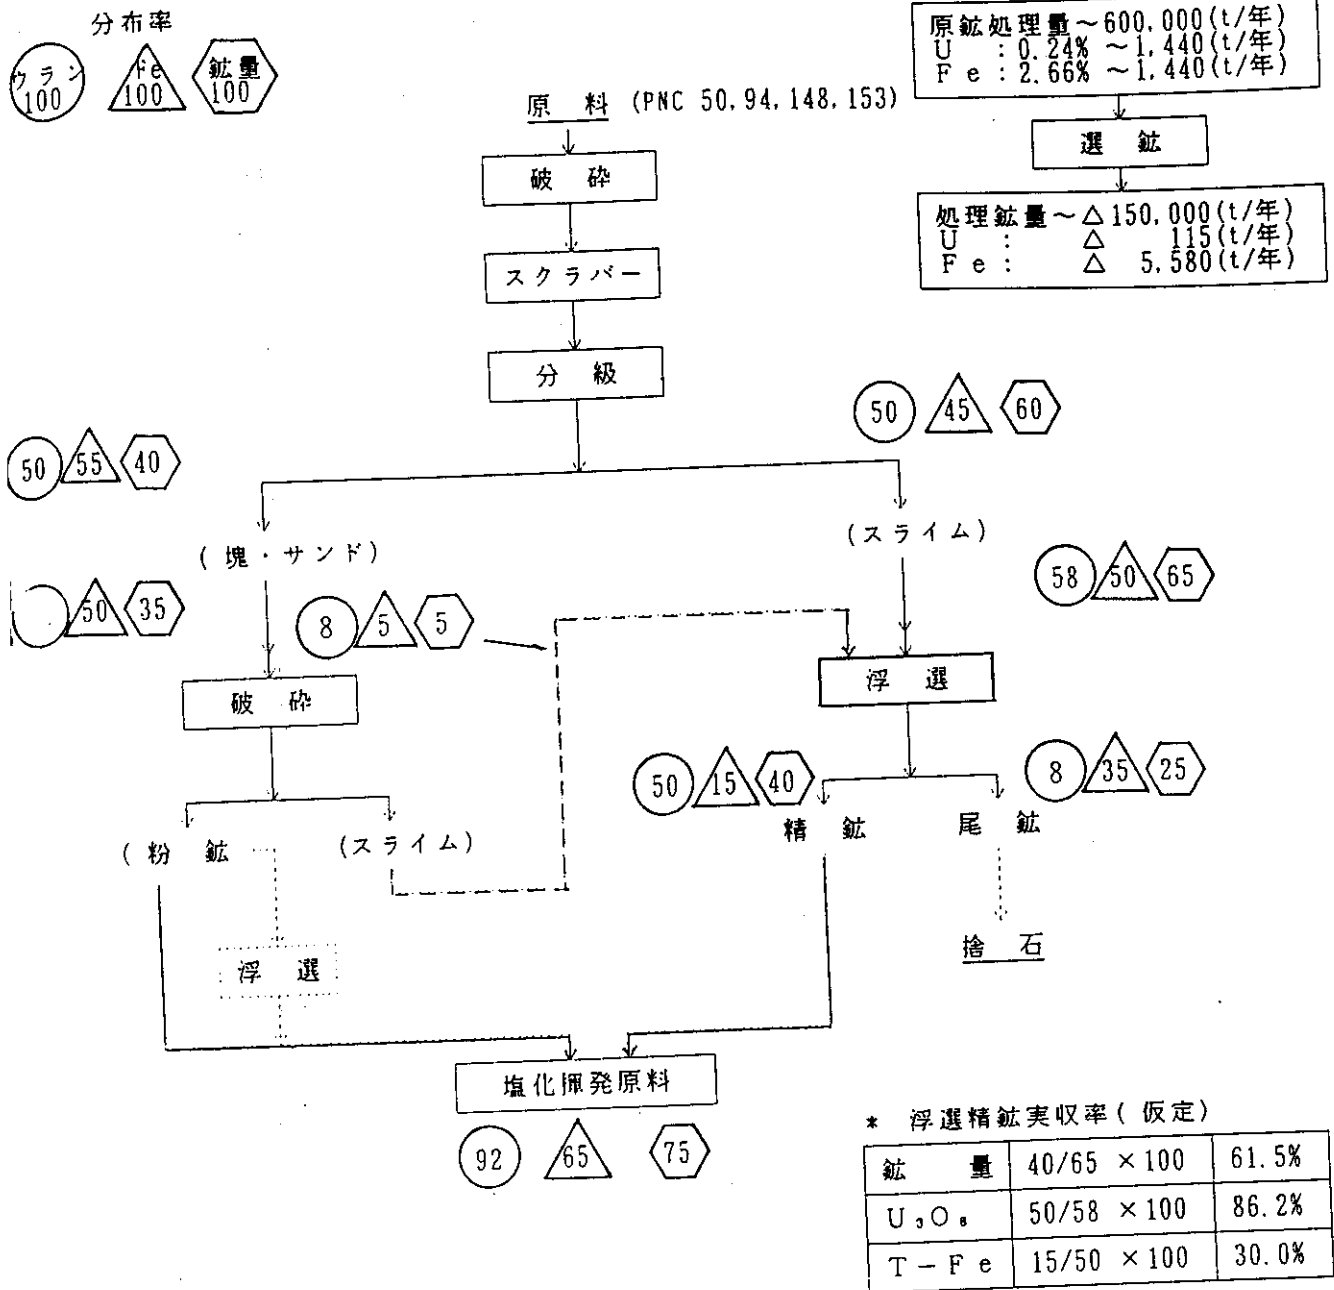 分布率
ウラン 100
Fe 100
鉱量 100
原鉱処理量～600,000(t/年)
U : 0.24% ～1,440(t/年)
Fe : 2.66% ～1,440(t/年)
原 料 (PNC 50,94,148,153)
選 鉱
破 砕
処理鉱量～△150,000(t/年)
U : △ 115(t/年)
Fe : △ 5,580(t/年)
スクラバー
分 級
50 45 60
50 55 40
(塊・サンド)
(スライム)
58 50 65
50 35
8 5 5
破 砕
浮 選
50 15 40
8 35 25
精 鉱
尾 鉱
(粉 鉱
(スライム)
捨 石
浮 選
塩化揮発原料
92 65 75
* 浮選精鉱実収率(仮定)
鉱 量 40/65 ×100 61.5%
U₃O₈ 50/58 ×100 86.2%
T－Fe 15/50 ×100 30.0%